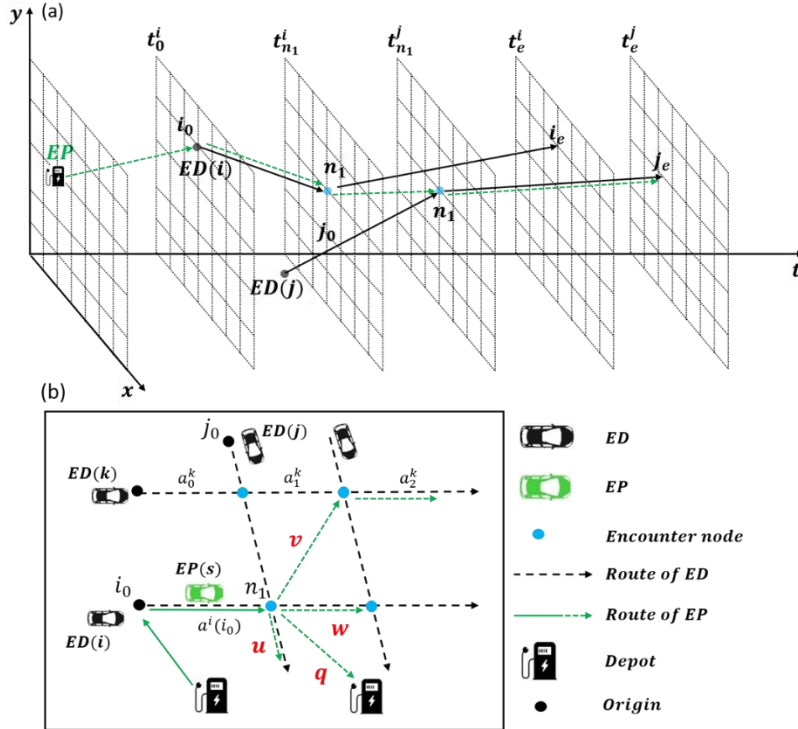 y (a)
t_0^i t_{n_1}^i t_{n_1}^j t_e^i t_e^j
i_0 i_e
EP ED(i) n_1 j_e
j_0 n_1
ED(j) t
x
(b)
j_0 ED(j) ED
ED(k) a_0^k a_1^k a_2^k
EP
v Encounter node
EP(s) Route of ED
i_0 n_1
ED(i) a^i(i_0) w Route of EP
u
q Depot
Origin